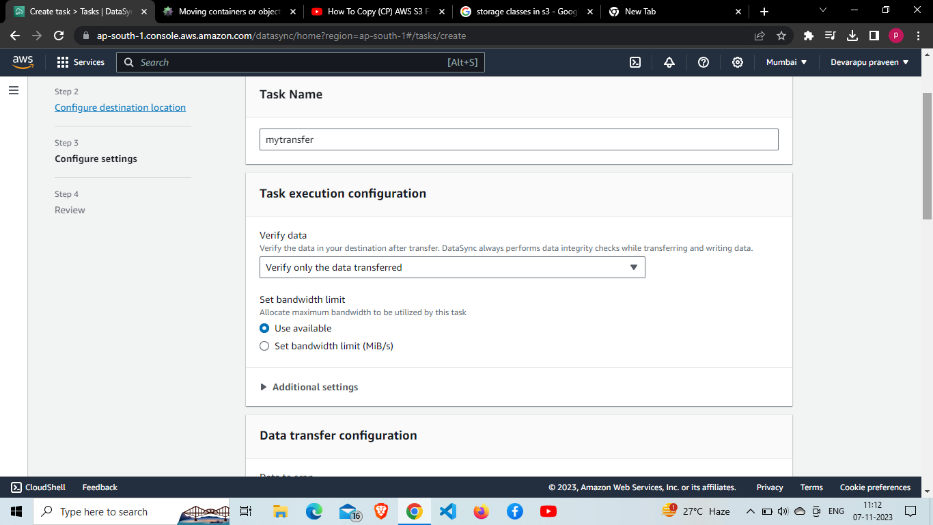 Create task > Tasks | DataSyn
Moving containers or object
How To Copy (CP) AWS S3 F
storage classes in s3 - Goog
New Tab
ap-south-1.console.aws.amazon.com/datasync/home?region=ap-south-1#/tasks/create
P
aws
Services
Search
[Alt+S]
Mumbai
Devarapu praveen
Step 2
Configure destination location
Step 3
Configure settings
Step 4
Review
Task Name
mytransfer
Task execution configuration
Verify data
Verify the data in your destination after transfer. DataSync always performs data integrity checks while transferring and writing data.
Verify only the data transferred
Set bandwidth limit
Allocate maximum bandwidth to be utilized by this task
Use available
Set bandwidth limit (MiB/s)
Additional settings
Data transfer configuration
CloudShell
Feedback
© 2023, Amazon Web Services, Inc. or its affiliates.
Privacy
Terms
Cookie preferences
Type here to search
16
27°C Haze
ENG
11:12
07-11-2023